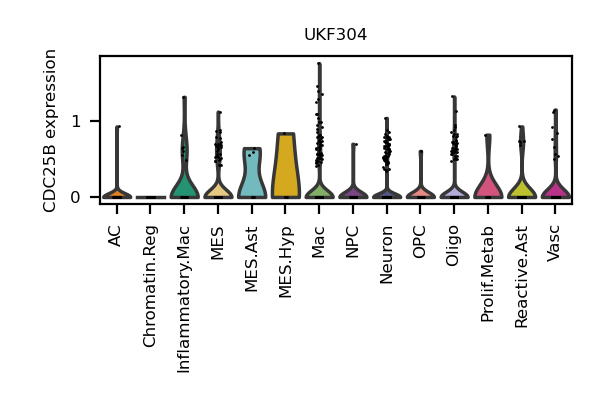 UKF304
CDC25B expression
1
0
AC
Chromatin.Reg
Inflammatory.Mac
MES
MES.Ast
MES.Hyp
Mac
NPC
Neuron
OPC
Oligo
Prolif.Metab
Reactive.Ast
Vasc